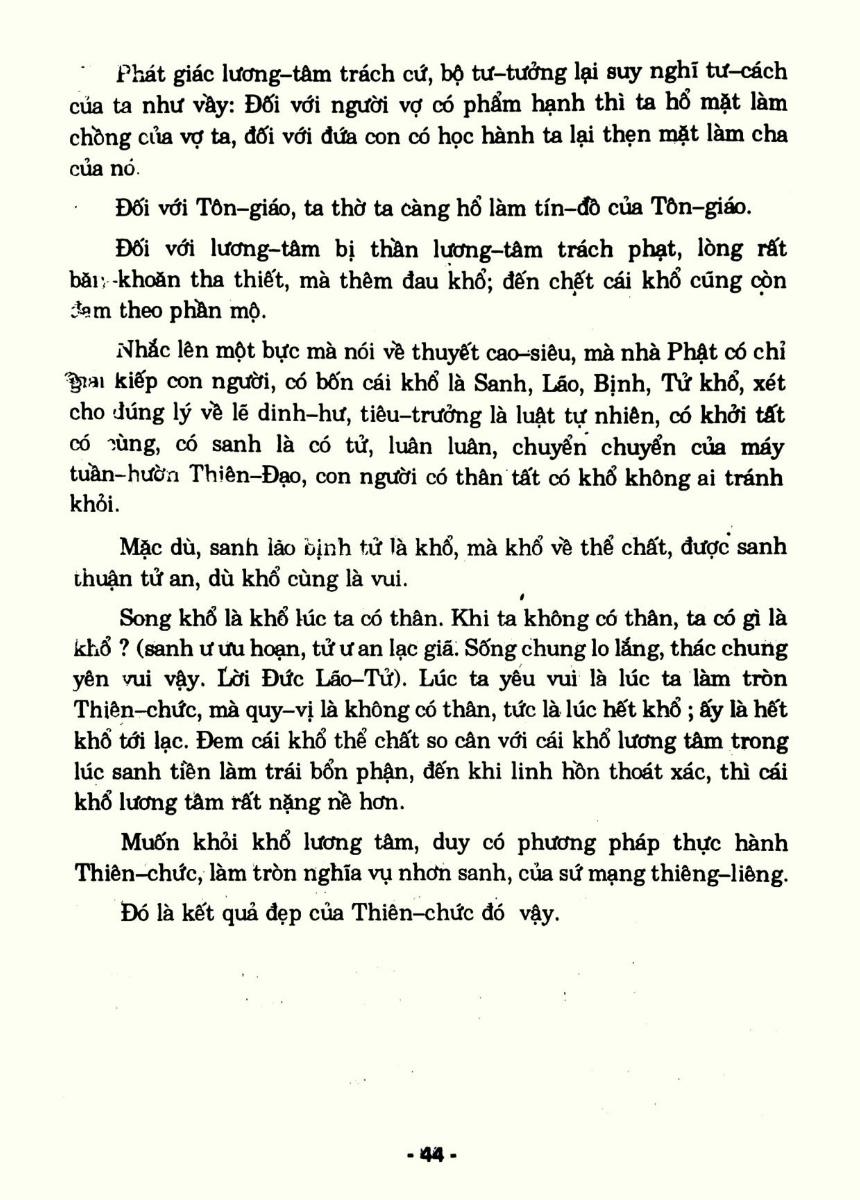 Phát giác lương–tâm trách cứ, bộ tư–tưởng lại suy nghĩ tư–cách
của ta như vầy: Đối với người vợ có phẩm hạnh thì ta hổ mặt làm
chồng của vợ ta, đối với đứa con có học hành ta lại thẹn mặt làm cha
của nó.
Đối với Tôn–giáo, ta thờ ta càng hổ làm tín–đồ của Tôn–giáo.
Đối với lương–tâm bị thần lương–tâm trách phạt, lòng rất
băn–khoăn tha thiết, mà thêm đau khổ; đến chết cái khổ cũng còn
đem theo phần mộ.
Nhắc lên một bực mà nói về thuyết cao–siêu, mà nhà Phật có chỉ
kiếp con người, có bốn cái khổ là Sanh, Lão, Bịnh, Tử khổ, xét
cho đúng lý về lẽ dinh–hư, tiêu–trưởng là luật tự nhiên, có khởi tất
có cùng, có sanh là có tử, luân luân, chuyển chuyển của máy
tuần–hườn Thiên–Đạo, con người có thân tất có khổ không ai tránh
khỏi.
Mặc dù, sanh lão bịnh tử là khổ, mà khổ về thể chất, được sanh
thuận tử an, dù khổ cùng là vui.
Song khổ là khổ lúc ta có thân. Khi ta không có thân, ta có gì là
khổ ? (sanh ư ưu hoạn, tử ư an lạc giã. Sống chung lo lắng, thác chung
yên vui vậy. Lời Đức Lão–Tử). Lúc ta yêu vui là lúc ta làm tròn
Thiên–chức, mà quy–vị là không có thân, tức là lúc hết khổ ; ấy là hết
khổ tới lạc. Đem cái khổ thể chất so cân với cái khổ lương tâm trong
lúc sanh tiền làm trái bổn phận, đến khi linh hồn thoát xác, thì cái
khổ lương tâm rất nặng nề hơn.
Muốn khỏi khổ lương tâm, duy có phương pháp thực hành
Thiên–chức, làm tròn nghĩa vụ nhơn sanh, của sứ mạng thiêng–liêng.
Đó là kết quả đẹp của Thiên–chức đó vậy.
- 44 -